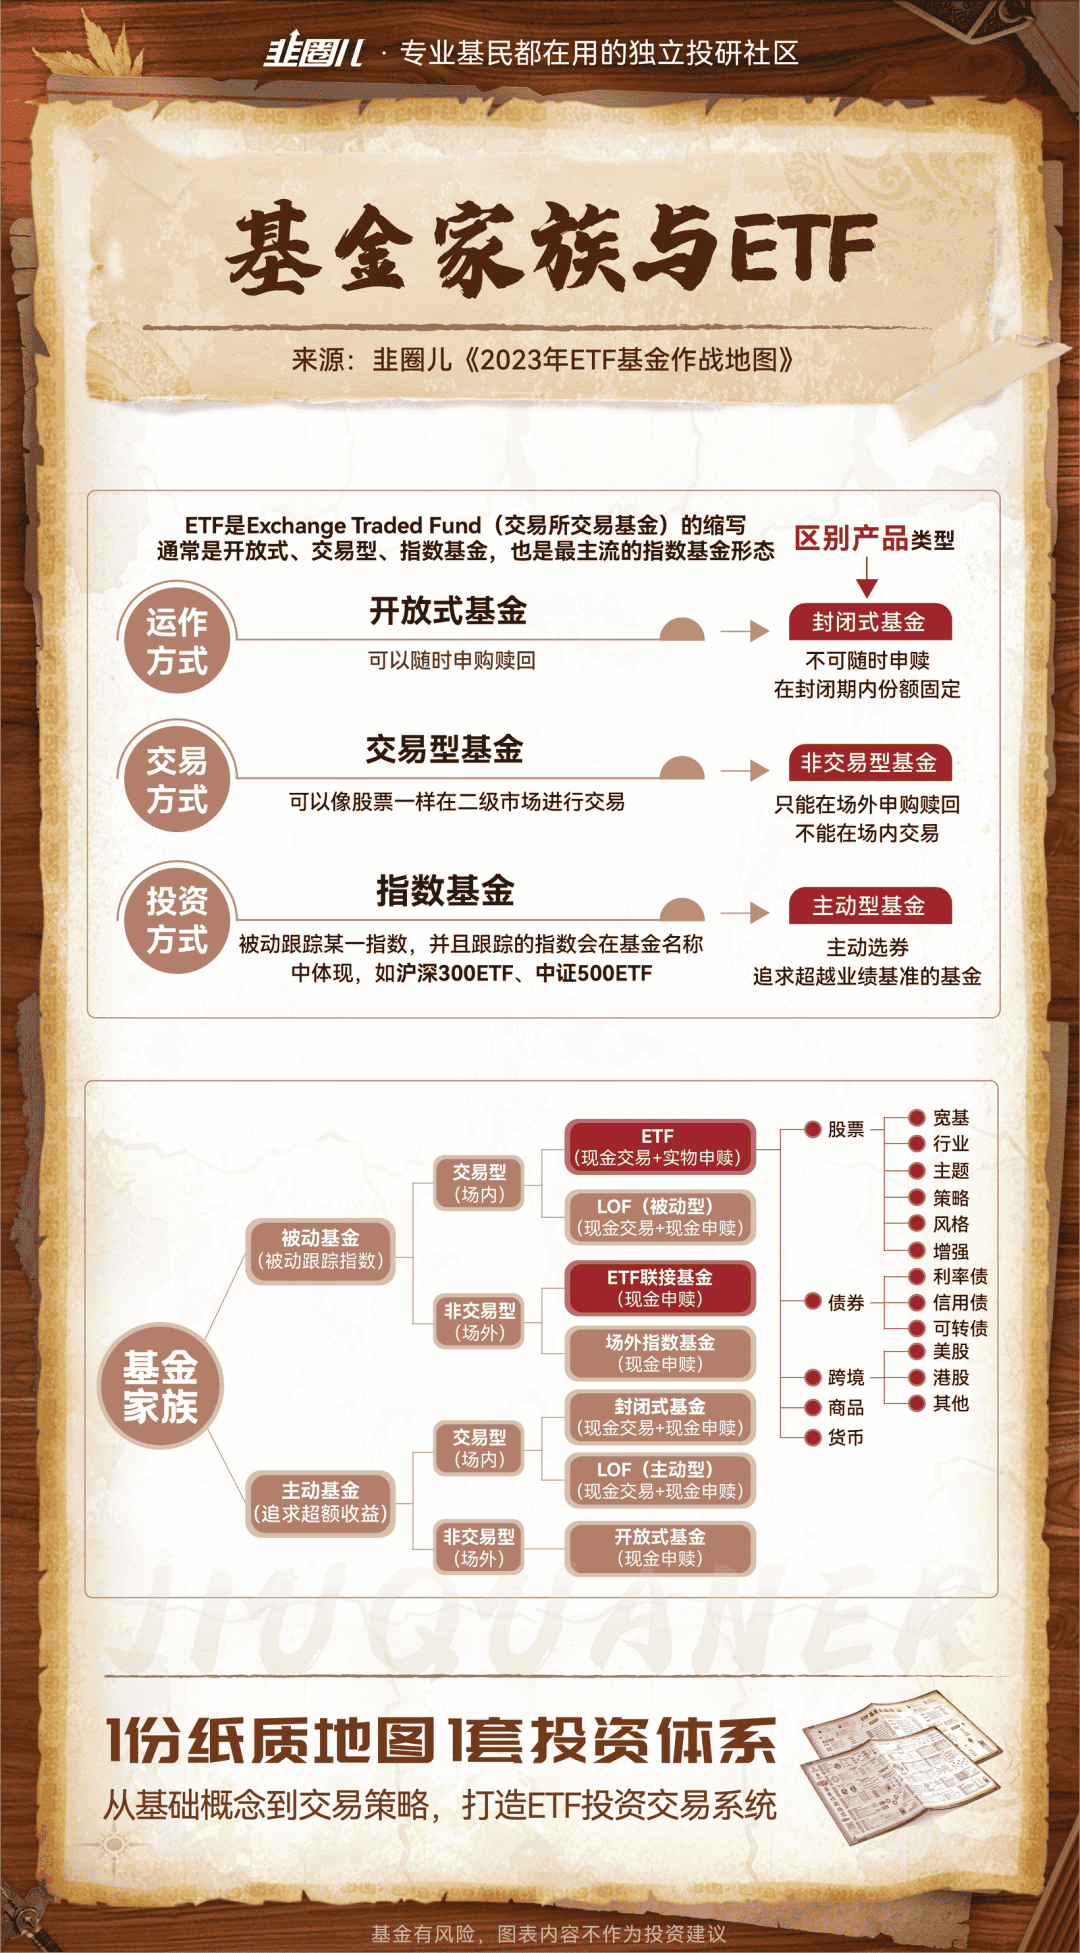 韭圈儿 · 专业基民都在用的独立投研社区
基金家族与ETF
来源：韭圈儿《2023年ETF基金作战地图》
ETF是Exchange Traded Fund（交易所交易基金）的缩写
通常是开放式、交易型、指数基金，也是最主流的指数基金形态
区别产品类型
运作
方式
开放式基金
可以随时申购赎回
封闭式基金
不可随时申赎
在封闭期内份额固定
交易
方式
交易型基金
可以像股票一样在二级市场进行交易
非交易型基金
只能在场外申购赎回
不能在场内交易
投资
方式
指数基金
被动跟踪某一指数，并且跟踪的指数会在基金名称
中体现，如沪深300ETF、中证500ETF
主动型基金
主动选券
追求超越业绩基准的基金
基金
家族
被动基金
（被动跟踪指数）
交易型
（场内）
ETF
（现金交易+实物申赎）
LOF（被动型）
（现金交易+现金申赎）
非交易型
（场外）
ETF联接基金
（现金申赎）
场外指数基金
（现金申赎）
主动基金
（追求超额收益）
交易型
（场内）
封闭式基金
（现金交易+现金申赎）
LOF（主动型）
（现金交易+现金申赎）
非交易型
（场外）
开放式基金
（现金申赎）
股票
宽基
行业
主题
策略
风格
增强
债券
利率债
信用债
可转债
跨境
美股
港股
其他
商品
货币
JIUQUANER
1份纸质地图 1套投资体系
从基础概念到交易策略，打造ETF投资交易系统
基金有风险，图表内容不作为投资建议